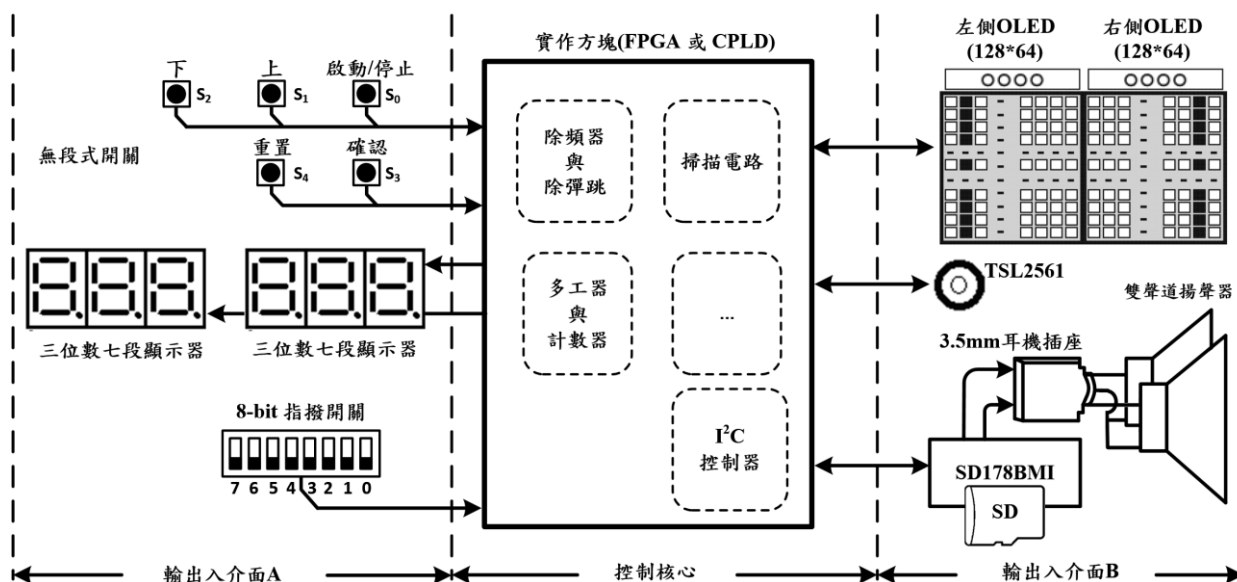 實作方塊(FPGA 或 CPLD)
下
上
啟動/停止
S₂
S₁
S₀
無段式開關
重置
確認
S₄
S₃
三位數七段顯示器
三位數七段顯示器
8-bit 指撥開關
7 6 5 4 3 2 1 0
除頻器
與
除彈跳
掃描電路
多工器
與
計數器
...
I²C
控制器
左側OLED
(128*64)
右側OLED
(128*64)
TSL2561
雙聲道揚聲器
3.5mm耳機插座
SD178BMI
SD
輸出入介面A
控制核心
輸出入介面B